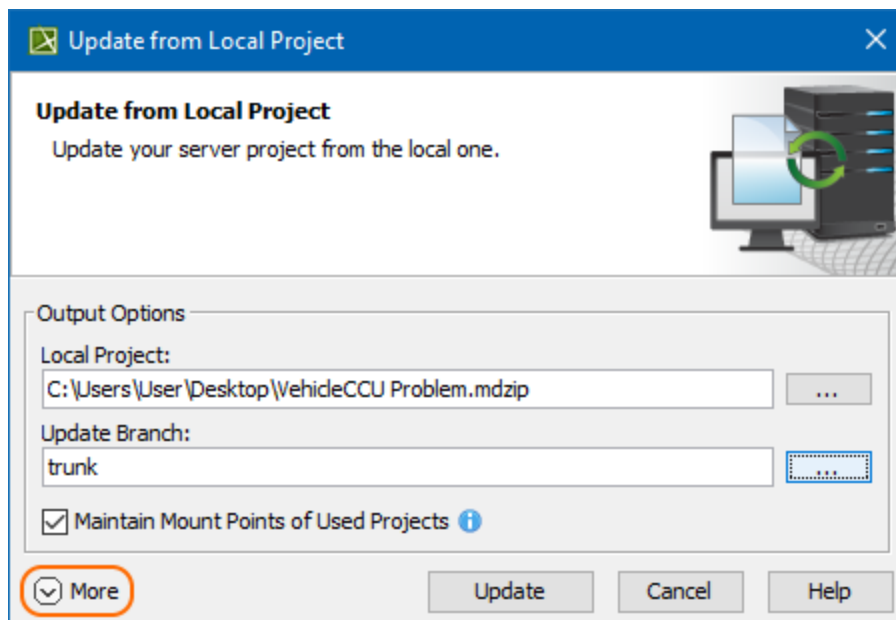 Update from Local Project
Update from Local Project
Update your server project from the local one.
Output Options
Local Project:
C:\Users\User\Desktop\VehicleCCU Problem.mdzip
...
Update Branch:
trunk
...
Maintain Mount Points of Used Projects
More
Update
Cancel
Help